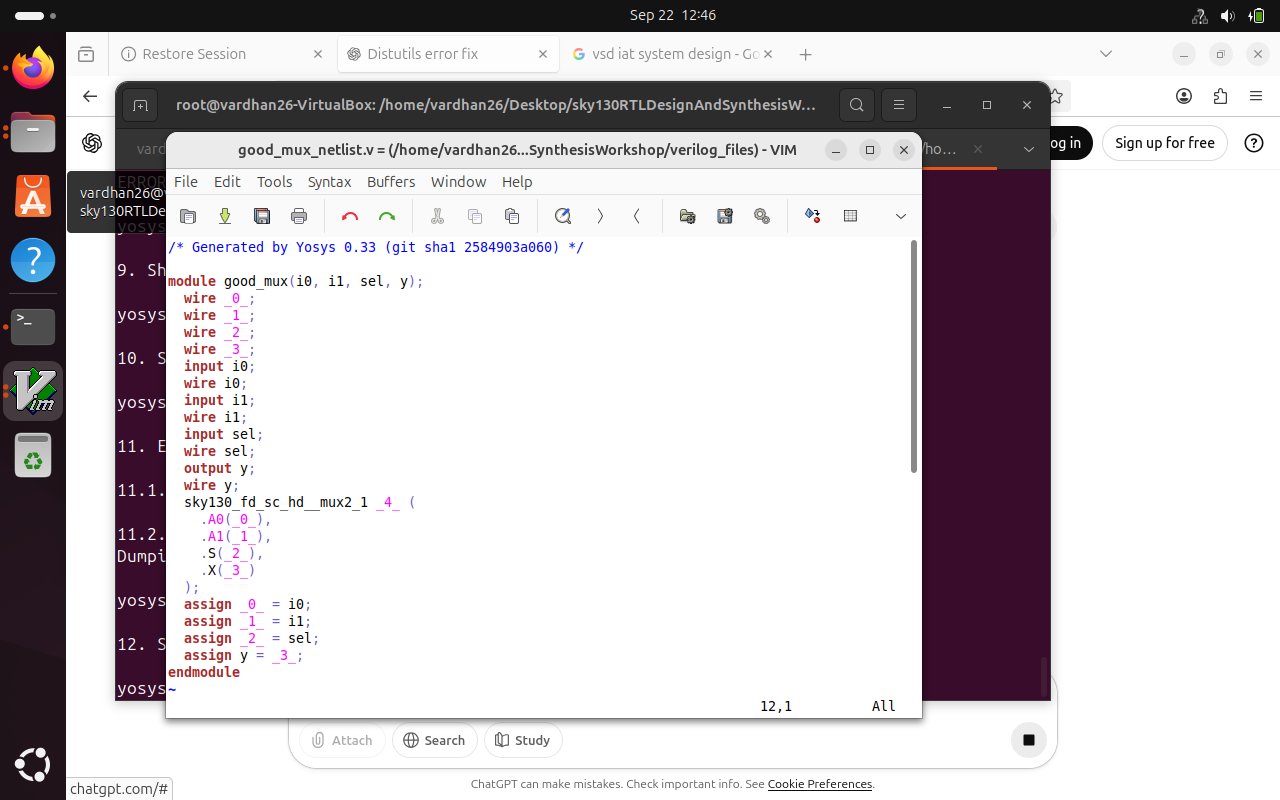 Sep 22 12:46
Restore Session
Distutils error fix
vsd iat system design - Go
root@vardhan26-VirtualBox: /home/vardhan26/Desktop/sky130RTLDesignAndSynthesisW...
og in
Sign up for free
vard
/ho...
good_mux_netlist.v = (/home/vardhan26...SynthesisWorkshop/verilog_files) - VIM
File Edit Tools Syntax Buffers Window Help
ERROR
vardhan26@v
sky130RTLDe
yosys
9. Sh
yosys
10. S
yosys
11. E
11.1.
11.2.
Dumpi
yosys
12. S
yosys
/* Generated by Yosys 0.33 (git sha1 2584903a060) */
module good_mux(i0, i1, sel, y);
wire _0_;
wire _1_;
wire _2_;
wire _3_;
input i0;
wire i0;
input i1;
wire i1;
input sel;
wire sel;
output y;
wire y;
sky130_fd_sc_hd__mux2_1 _4_ (
.A0(_0_),
.A1(_1_),
.S(_2_),
.X(_3_)
);
assign _0_ = i0;
assign _1_ = i1;
assign _2_ = sel;
assign y = _3_;
endmodule
~
12,1 All
Attach
Search
Study
ChatGPT can make mistakes. Check important info. See Cookie Preferences.
chatgpt.com/#